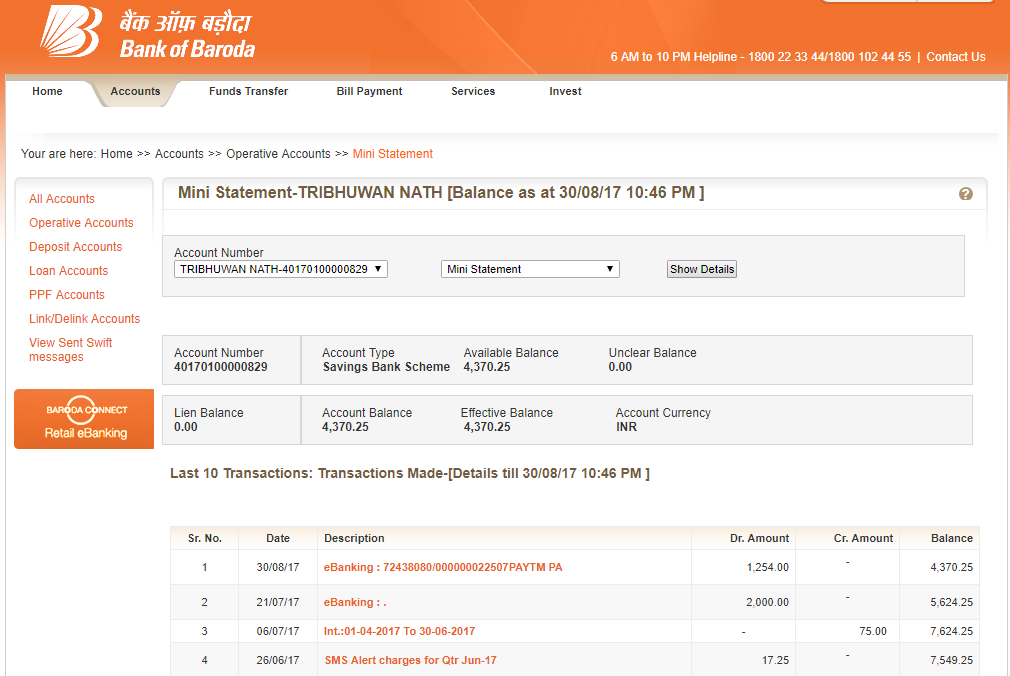 बैंक ऑफ़ बड़ौदा
Bank of Baroda
6 AM to 10 PM Helpline - 1800 22 33 44/1800 102 44 55 | Contact Us
Home Accounts Funds Transfer Bill Payment Services Invest
Your are here: Home >> Accounts >> Operative Accounts >> Mini Statement
All Accounts
Operative Accounts
Deposit Accounts
Loan Accounts
PPF Accounts
Link/Delink Accounts
View Sent Swift
messages
BARODA CONNECT
Retail eBanking
Mini Statement-TRIBHUWAN NATH [Balance as at 30/08/17 10:46 PM ]
?
Account Number
TRIBHUWAN NATH-40170100000829 ▼ Mini Statement ▼ Show Details
Account Number Account Type Available Balance Unclear Balance
40170100000829 Savings Bank Scheme 4,370.25 0.00
Lien Balance Account Balance Effective Balance Account Currency
0.00 4,370.25 4,370.25 INR
Last 10 Transactions: Transactions Made-[Details till 30/08/17 10:46 PM ]
Sr. No. Date Description Dr. Amount Cr. Amount Balance
1 30/08/17 eBanking : 72438080/000000022507PAYTM PA 1,254.00 - 4,370.25
2 21/07/17 eBanking : . 2,000.00 - 5,624.25
3 06/07/17 Int.:01-04-2017 To 30-06-2017 - 75.00 7,624.25
4 26/06/17 SMS Alert charges for Qtr Jun-17 17.25 - 7,549.25